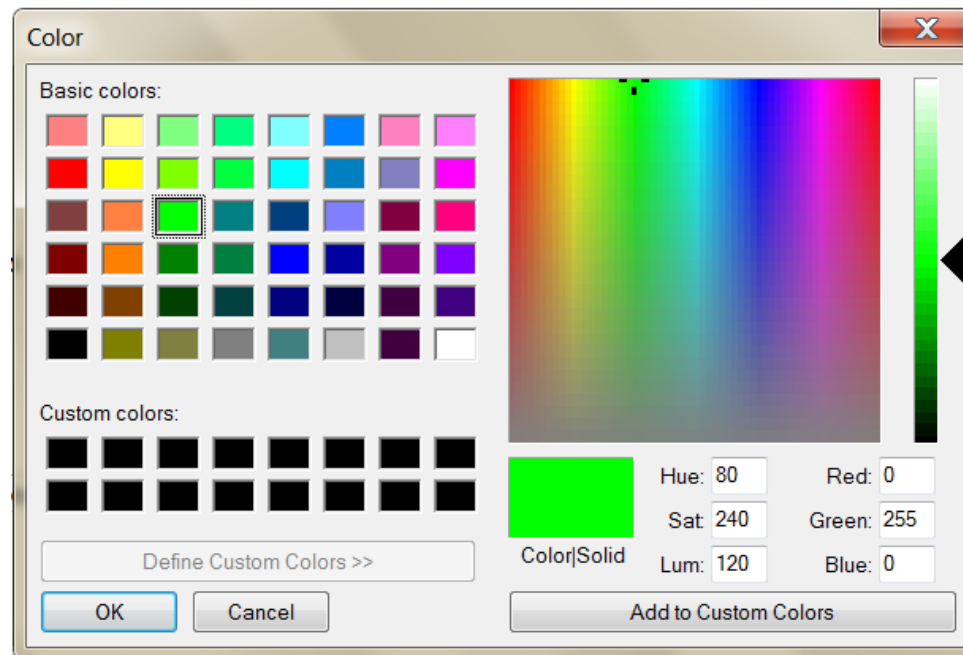 Color
Basic colors:
Custom colors:
Define Custom Colors >>
OK Cancel
Color|Solid
Hue: 80 Red: 0
Sat: 240 Green: 255
Lum: 120 Blue: 0
Add to Custom Colors